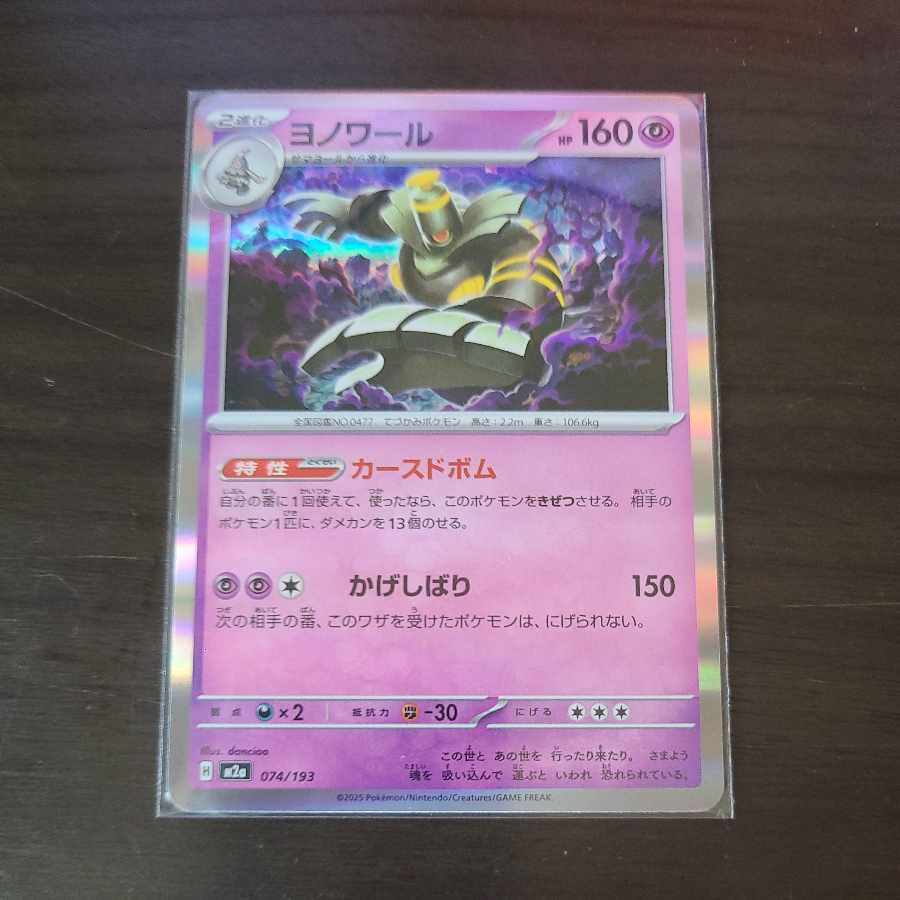 2進化
ヨノワール
HP 160
サマヨールから進化
全国図鑑NO.0477 てづかみポケモン 高さ:2.2m 重さ:106.6kg
特性 とくせい カースドボム
自分の番に1回使えて、使ったなら、このポケモンをきぜつさせる。相手の
ポケモン1匹に、ダメカンを13個のせる。
かげしばり 150
次の相手の番、このワザを受けたポケモンは、にげられない。
弱点 ×2 抵抗力 -30 にげる
Illus. danciao
この世と あの世を 行ったり来たり。 さまよう
魂を 吸い込んで 運ぶと いわれ 恐れられている。
H m2a 074/193
©2025 Pokémon/Nintendo/Creatures/GAME FREAK.